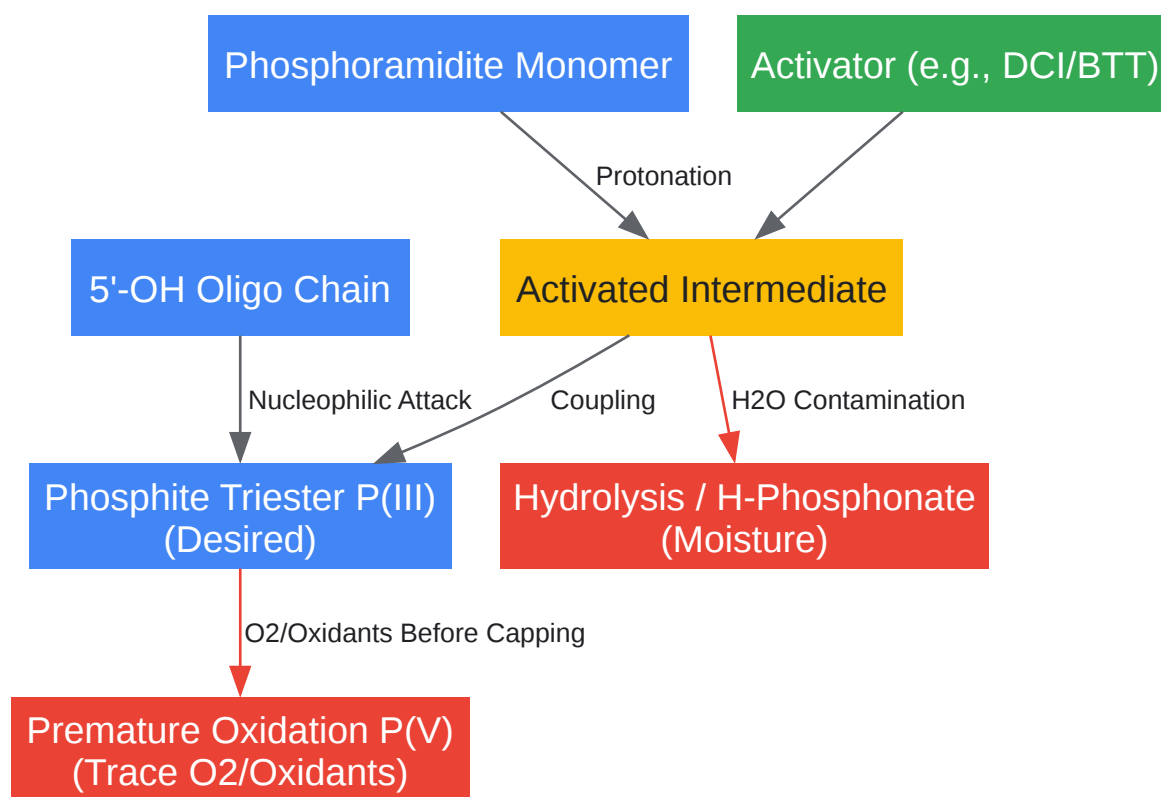 Phosphoramidite Monomer
Activator (e.g., DCI/BTT)
Protonation
5'-OH Oligo Chain
Activated Intermediate
Nucleophilic Attack
Coupling
H2O Contamination
Phosphite Triester P(III)
(Desired)
Hydrolysis / H-Phosphonate
(Moisture)
O2/Oxidants Before Capping
Premature Oxidation P(V)
(Trace O2/Oxidants)